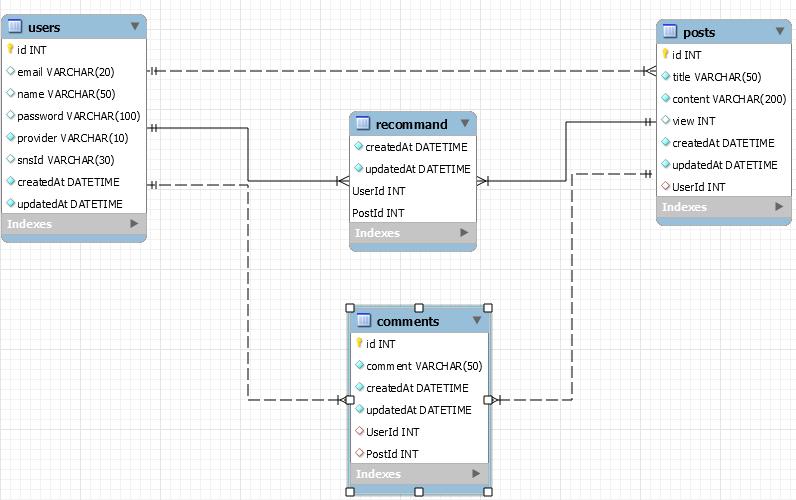 users
id INT
email VARCHAR(20)
name VARCHAR(50)
password VARCHAR(100)
provider VARCHAR(10)
snsId VARCHAR(30)
createdAt DATETIME
updatedAt DATETIME
Indexes
recommand
createdAt DATETIME
updatedAt DATETIME
UserId INT
PostId INT
Indexes
posts
id INT
title VARCHAR(50)
content VARCHAR(200)
view INT
createdAt DATETIME
updatedAt DATETIME
UserId INT
Indexes
comments
id INT
comment VARCHAR(50)
createdAt DATETIME
updatedAt DATETIME
UserId INT
PostId INT
Indexes